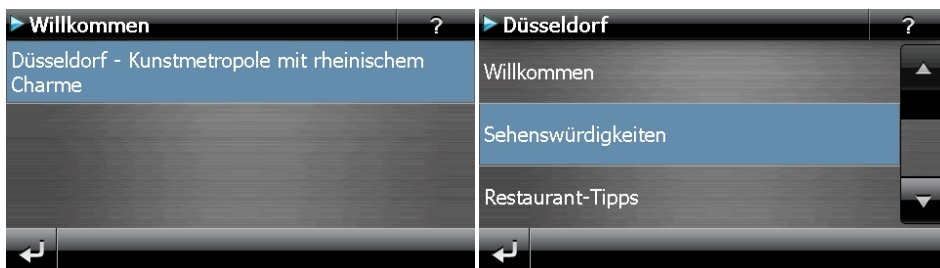 Willkommen ?
Düsseldorf - Kunstmetropole mit rheinischem
Charme
Düsseldorf ?
Willkommen
Sehenswürdigkeiten
Restaurant-Tipps